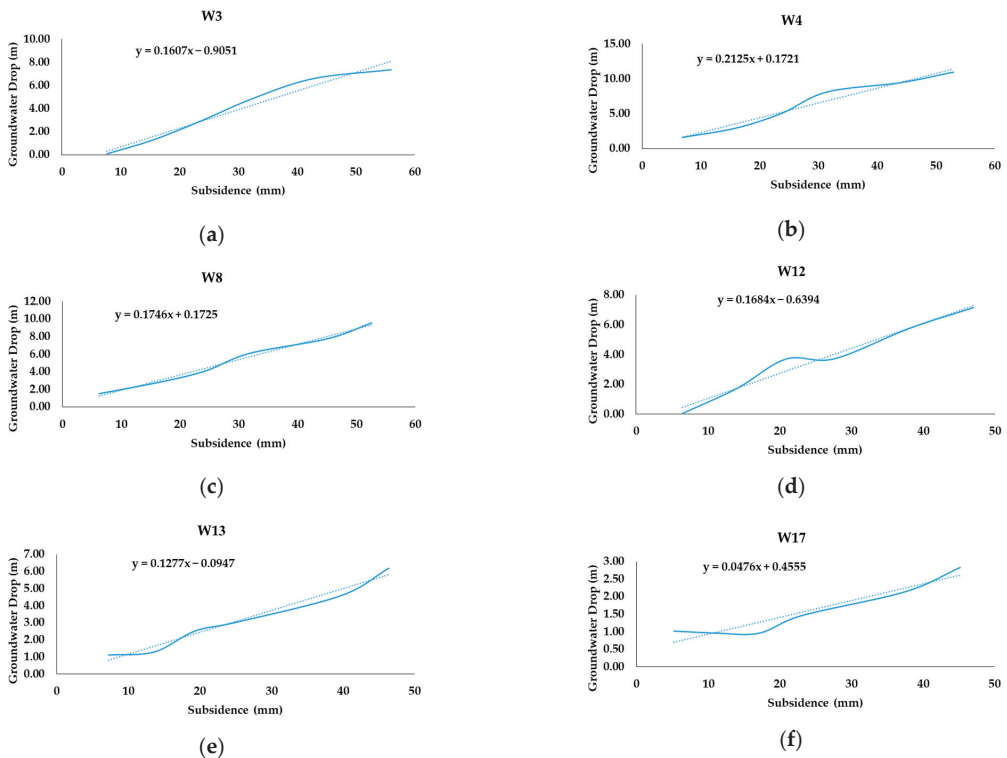 W3
y = 0.1607x − 0.9051
Groundwater Drop (m)
10.00
8.00
6.00
4.00
2.00
0.00
0 10 20 30 40 50 60
Subsidence (mm)
(a)
W4
y = 0.2125x + 0.1721
Groundwater Drop (m)
15.00
10.00
5.00
0.00
0 10 20 30 40 50 60
Subsidence (mm)
(b)
W8
y = 0.1746x + 0.1725
Groundwater Drop (m)
12.00
10.00
8.00
6.00
4.00
2.00
0.00
0 10 20 30 40 50 60
Subsidence (mm)
(c)
W12
y = 0.1684x − 0.6394
Groundwater Drop (m)
8.00
6.00
4.00
2.00
0.00
0 10 20 30 40 50
Subsidence (mm)
(d)
W13
y = 0.1277x − 0.0947
Groundwater Drop (m)
7.00
6.00
5.00
4.00
3.00
2.00
1.00
0.00
0 10 20 30 40 50
Subsidence (mm)
(e)
W17
y = 0.0476x + 0.4555
Groundwater Drop (m)
3.00
2.50
2.00
1.50
1.00
0.50
0.00
0 10 20 30 40 50
Subsidence (mm)
(f)